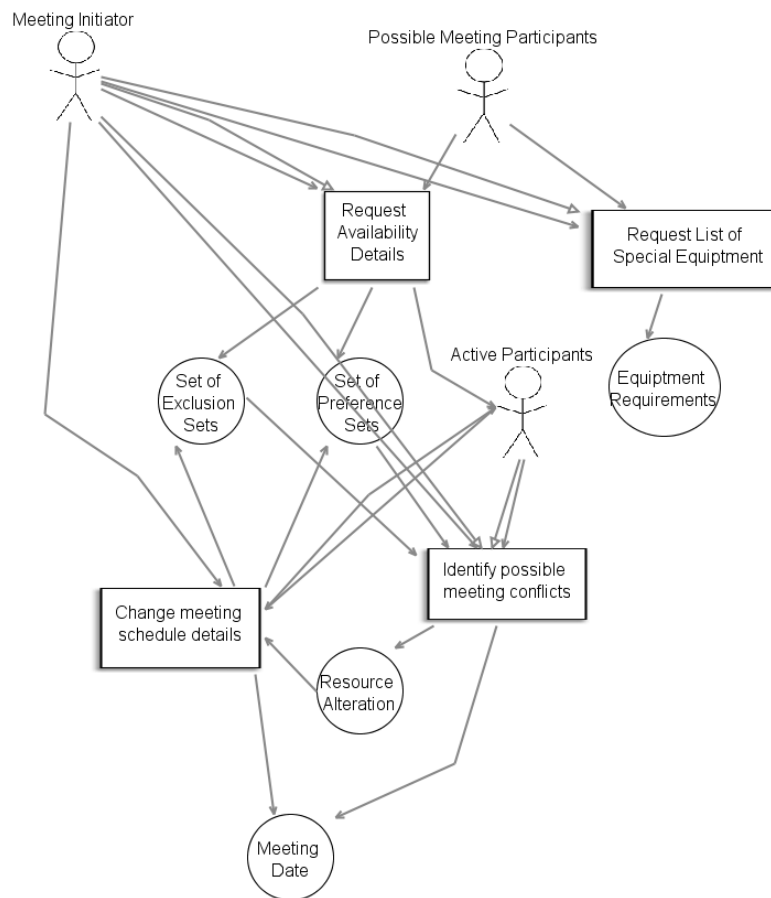 Meeting Initiator
Possible Meeting Participants
Request
Availability
Details
Request List of
Special Equiptment
Active Participants
Set of
Exclusion
Sets
Set of
Preference
Sets
Equiptment
Requirements
Identify possible
meeting conflicts
Change meeting
schedule details
Resource
Alteration
Meeting
Date